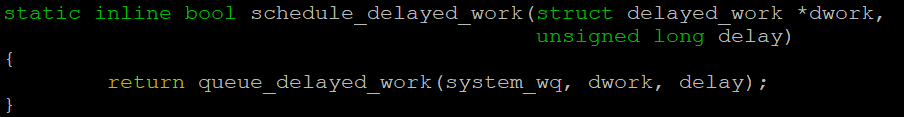 static inline bool schedule_delayed_work(struct delayed_work *dwork,
                                         unsigned long delay)
{
        return queue_delayed_work(system_wq, dwork, delay);
}